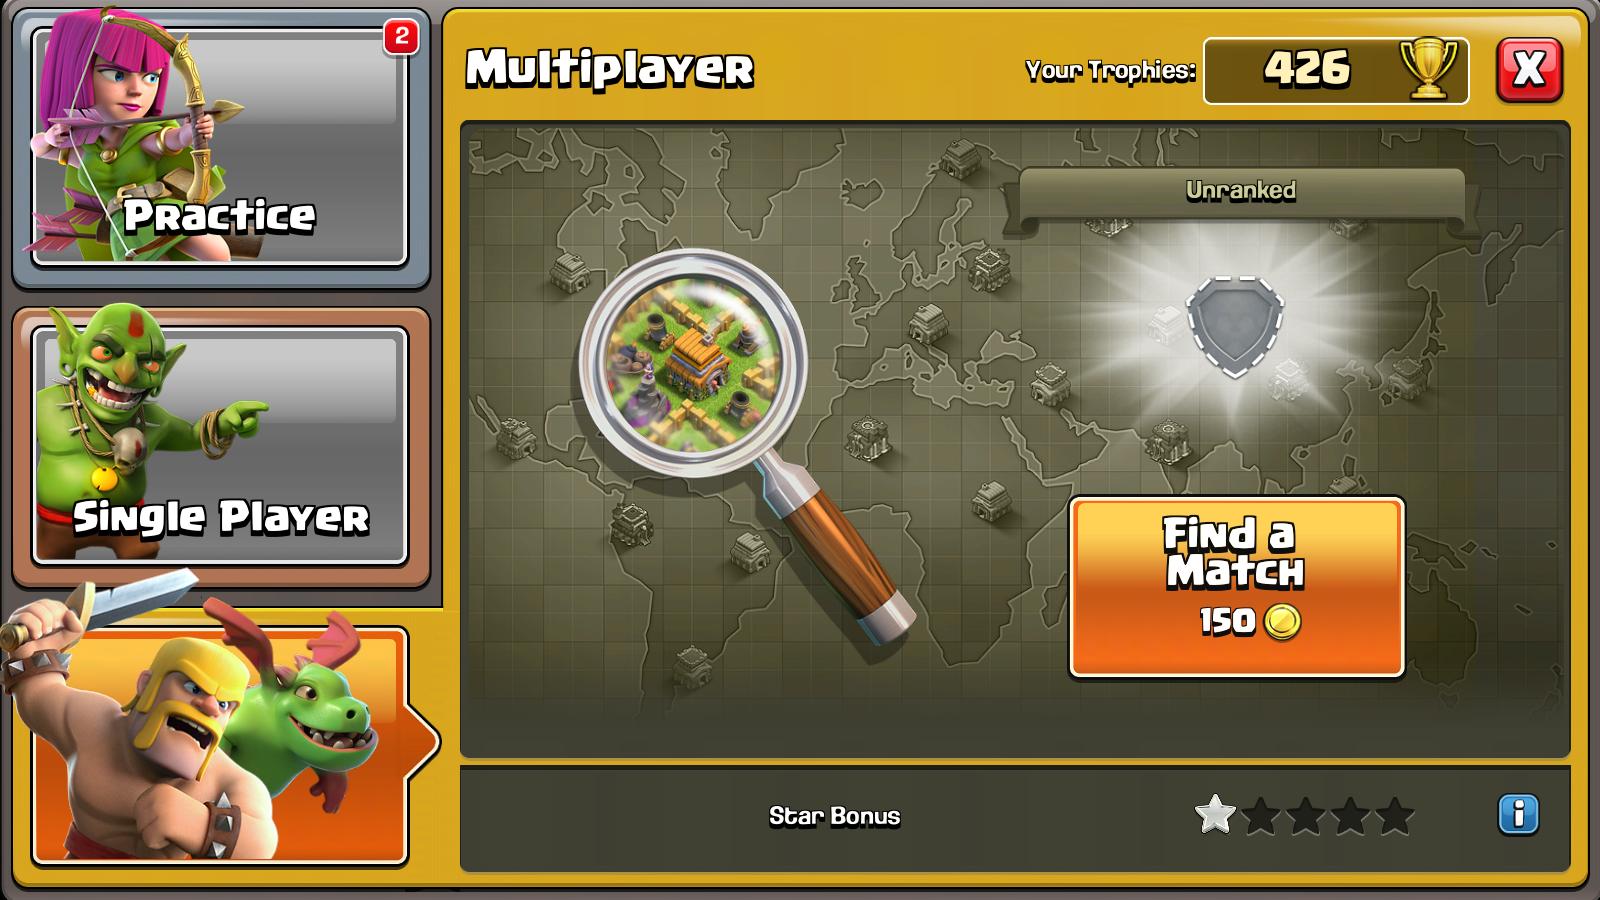 2
Practice
Single Player
Multiplayer
Your Trophies:
426
X
Unranked
Find a
Match
150
Star Bonus
i